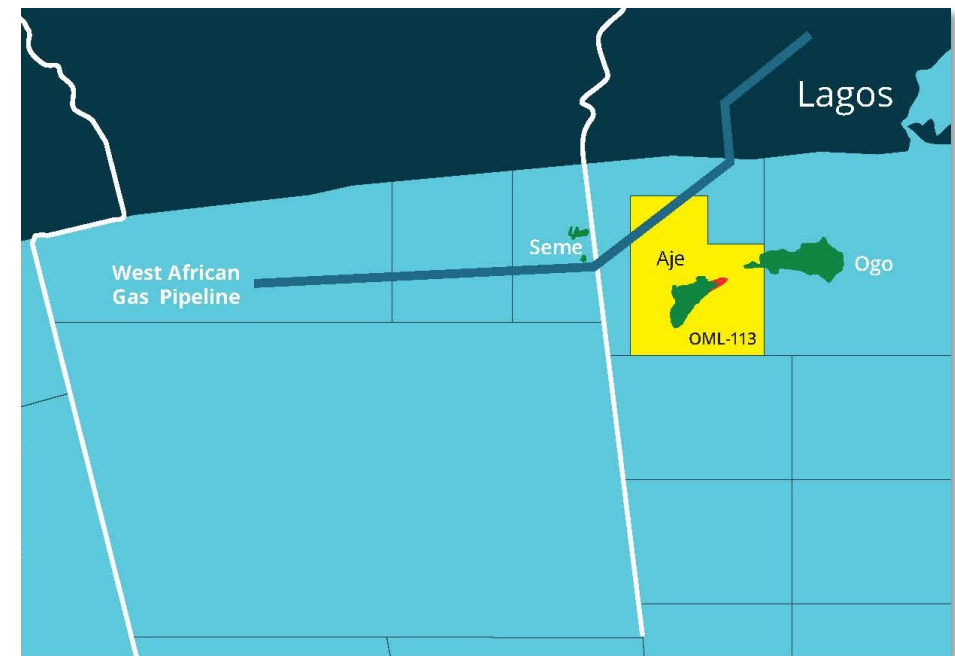 Lagos
Seme
Aje
Ogo
West African
Gas Pipeline
OML-113